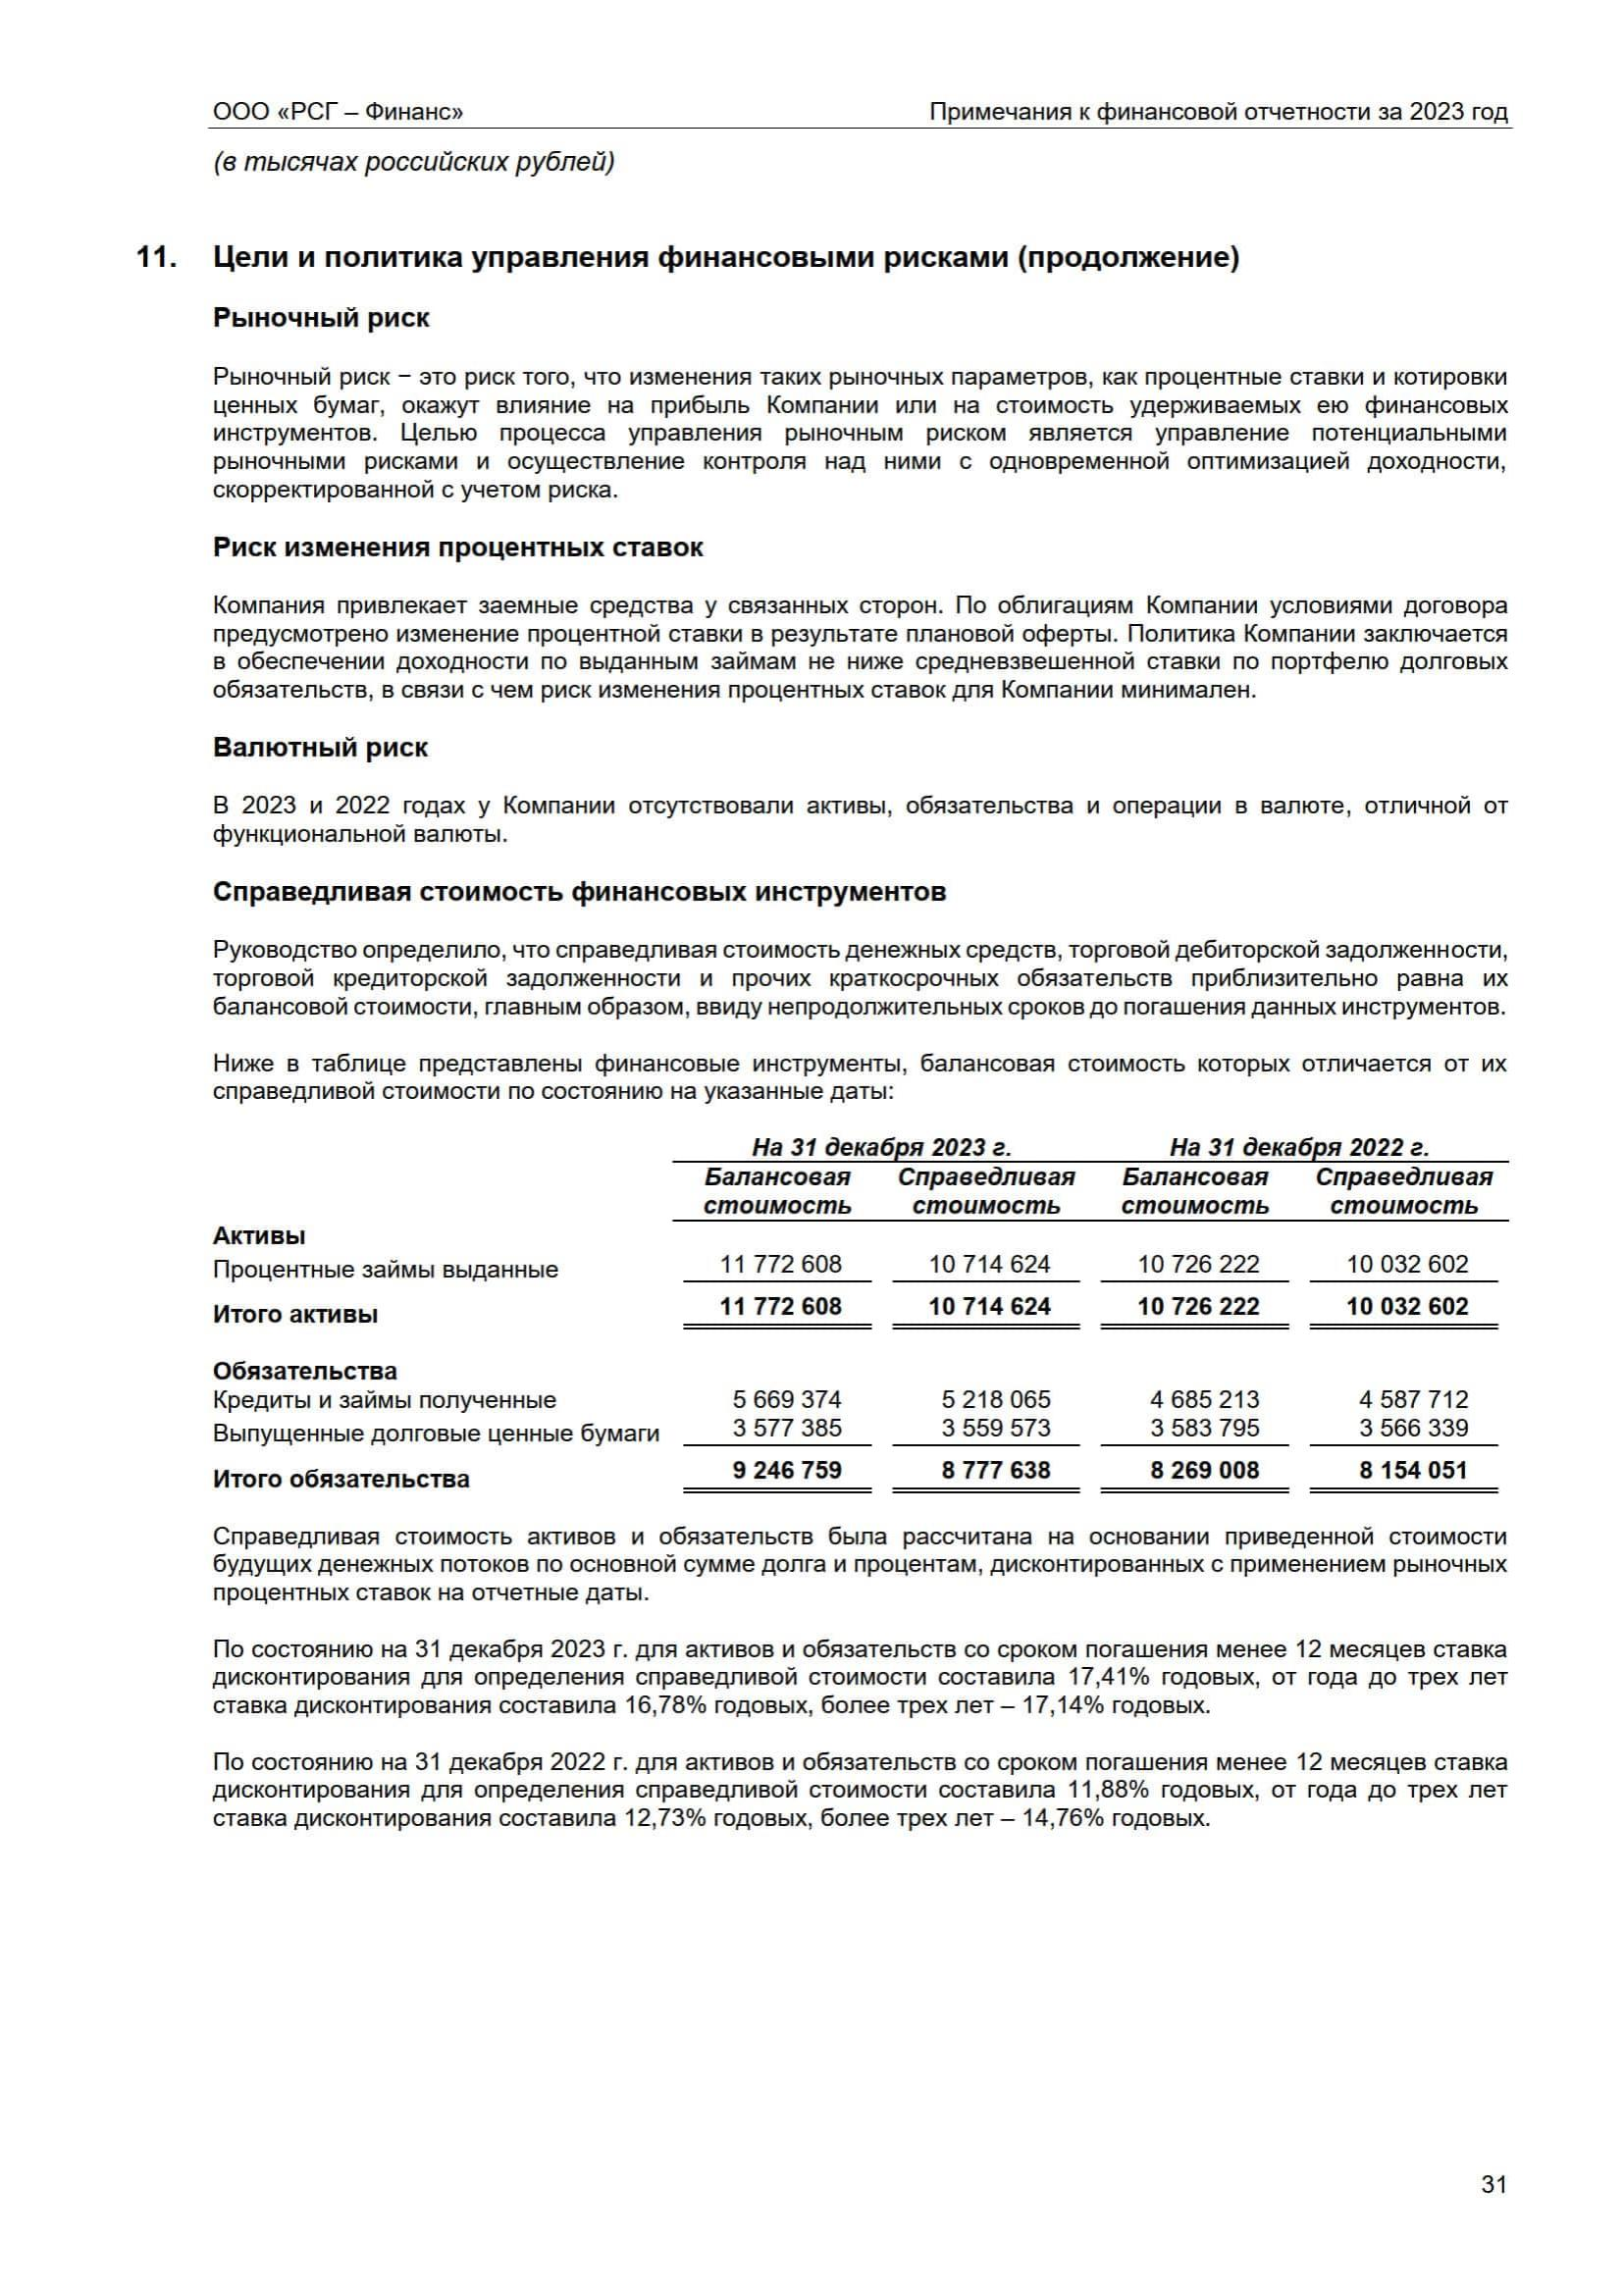 ООО «РСГ – Финанс» Примечания к финансовой отчетности за 2023 год
(в тысячах российских рублей)
11. Цели и политика управления финансовыми рисками (продолжение)
Рыночный риск
Рыночный риск − это риск того, что изменения таких рыночных параметров, как процентные ставки и котировки
ценных бумаг, окажут влияние на прибыль Компании или на стоимость удерживаемых ею финансовых
инструментов. Целью процесса управления рыночным риском является управление потенциальными
рыночными рисками и осуществление контроля над ними с одновременной оптимизацией доходности,
скорректированной с учетом риска.
Риск изменения процентных ставок
Компания привлекает заемные средства у связанных сторон. По облигациям Компании условиями договора
предусмотрено изменение процентной ставки в результате плановой оферты. Политика Компании заключается
в обеспечении доходности по выданным займам не ниже средневзвешенной ставки по портфелю долговых
обязательств, в связи с чем риск изменения процентных ставок для Компании минимален.
Валютный риск
В 2023 и 2022 годах у Компании отсутствовали активы, обязательства и операции в валюте, отличной от
функциональной валюты.
Справедливая стоимость финансовых инструментов
Руководство определило, что справедливая стоимость денежных средств, торговой дебиторской задолженности,
торговой кредиторской задолженности и прочих краткосрочных обязательств приблизительно равна их
балансовой стоимости, главным образом, ввиду непродолжительных сроков до погашения данных инструментов.
Ниже в таблице представлены финансовые инструменты, балансовая стоимость которых отличается от их
справедливой стоимости по состоянию на указанные даты:
На 31 декабря 2023 г. На 31 декабря 2022 г.
Балансовая Справедливая Балансовая Справедливая
стоимость стоимость стоимость стоимость
Активы
Процентные займы выданные 11 772 608 10 714 624 10 726 222 10 032 602
Итого активы 11 772 608 10 714 624 10 726 222 10 032 602
Обязательства
Кредиты и займы полученные 5 669 374 5 218 065 4 685 213 4 587 712
Выпущенные долговые ценные бумаги 3 577 385 3 559 573 3 583 795 3 566 339
Итого обязательства 9 246 759 8 777 638 8 269 008 8 154 051
Справедливая стоимость активов и обязательств была рассчитана на основании приведенной стоимости
будущих денежных потоков по основной сумме долга и процентам, дисконтированных с применением рыночных
процентных ставок на отчетные даты.
По состоянию на 31 декабря 2023 г. для активов и обязательств со сроком погашения менее 12 месяцев ставка
дисконтирования для определения справедливой стоимости составила 17,41% годовых, от года до трех лет
ставка дисконтирования составила 16,78% годовых, более трех лет – 17,14% годовых.
По состоянию на 31 декабря 2022 г. для активов и обязательств со сроком погашения менее 12 месяцев ставка
дисконтирования для определения справедливой стоимости составила 11,88% годовых, от года до трех лет
ставка дисконтирования составила 12,73% годовых, более трех лет – 14,76% годовых.
31